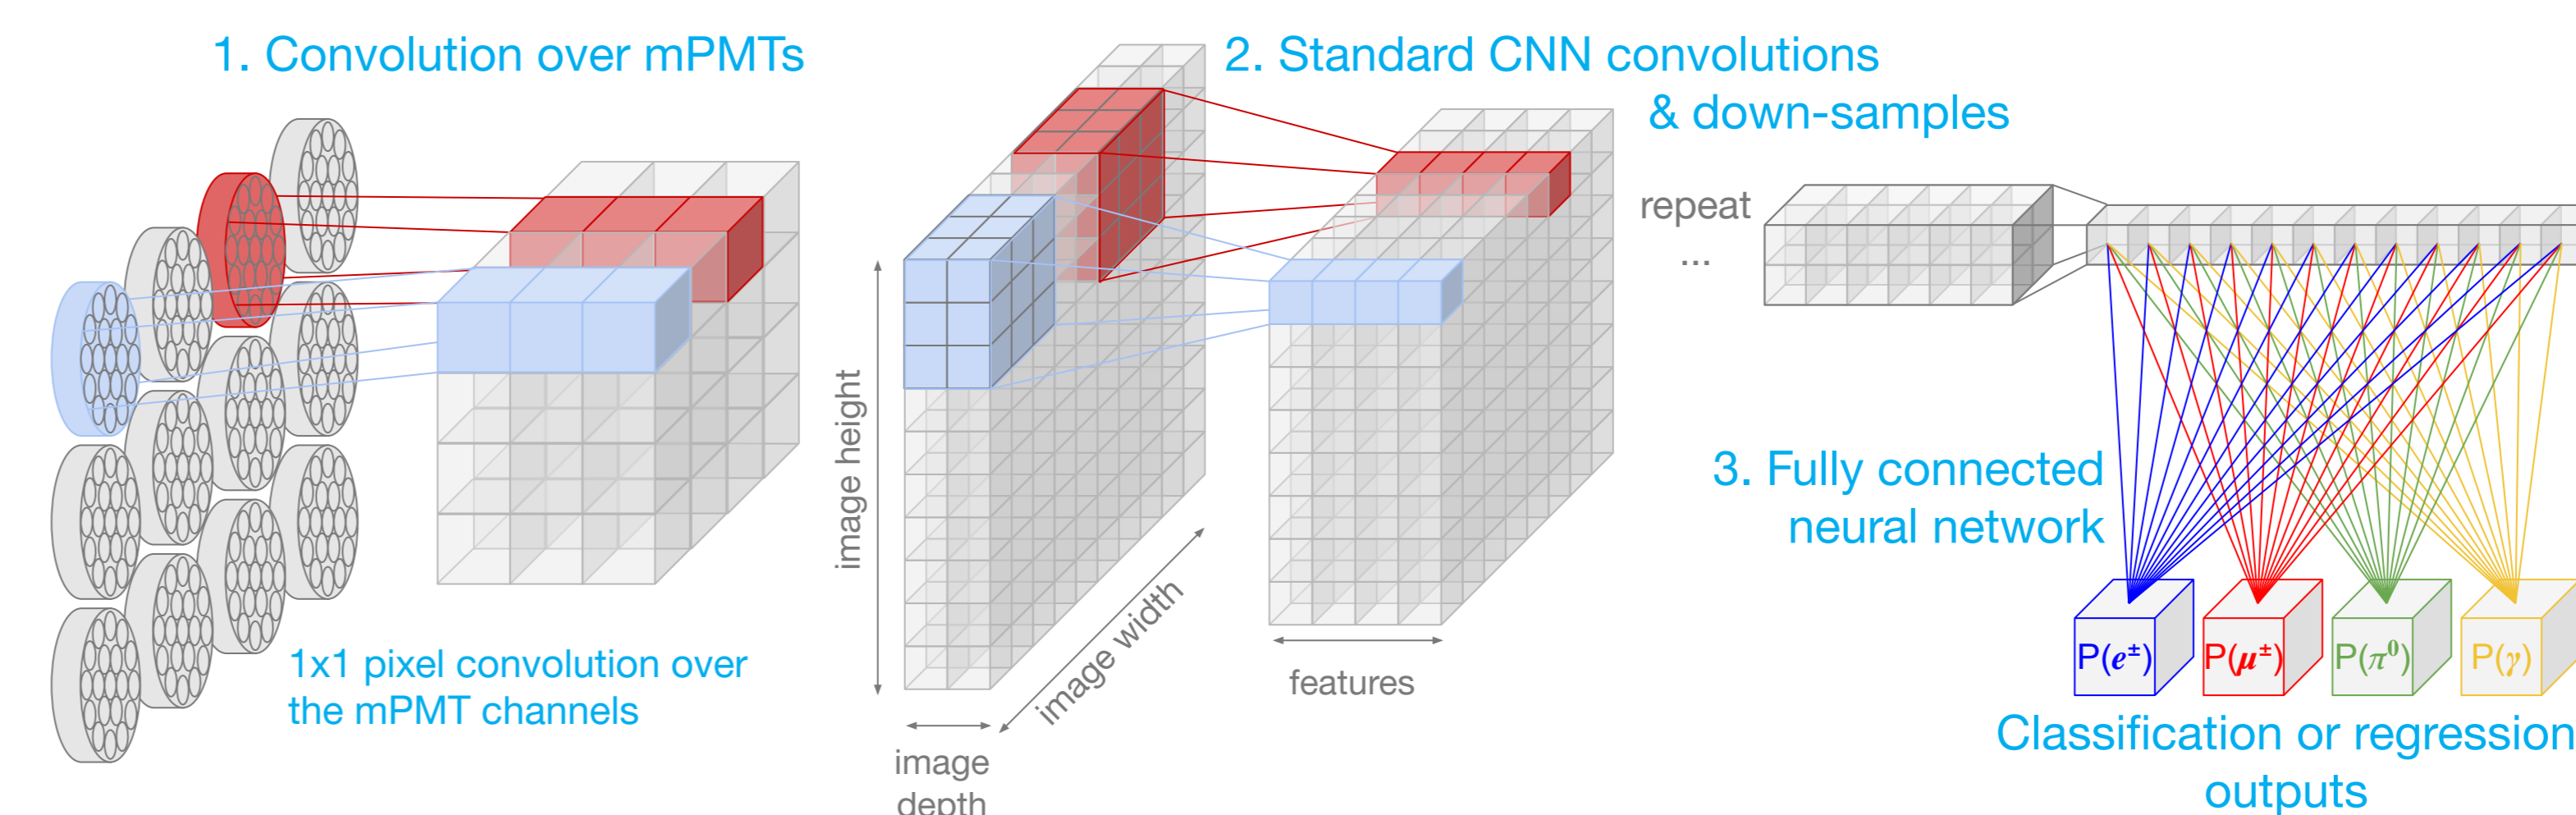 1. Convolution over mPMTs
1x1 pixel convolution over
the mPMT channels
2. Standard CNN convolutions
& down-samples
image height
image width
image
depth
features
repeat
...
3. Fully connected
neural network
P(e±)
P(μ±)
P(π⁰)
P(γ)
Classification or regression
outputs